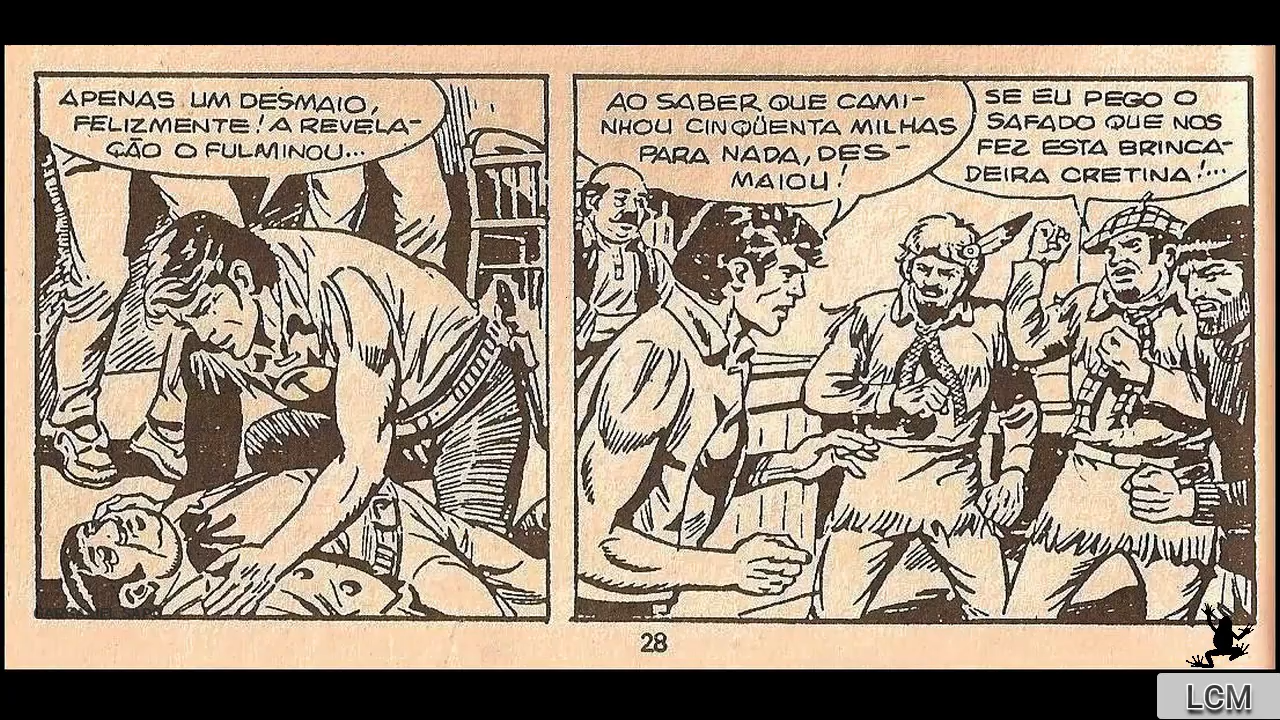 APENAS UM DESMAIO,
FELIZMENTE! A REVELA-
ÇÃO O FULMINOU...
AO SABER QUE CAMI-
NHOU CINQÜENTA MILHAS
PARA NADA, DES-
MAIOU!
SE EU PEGO O
SAFADO QUE NOS
FEZ ESTA BRINCA-
DEIRA CRETINA!...
28
LCM